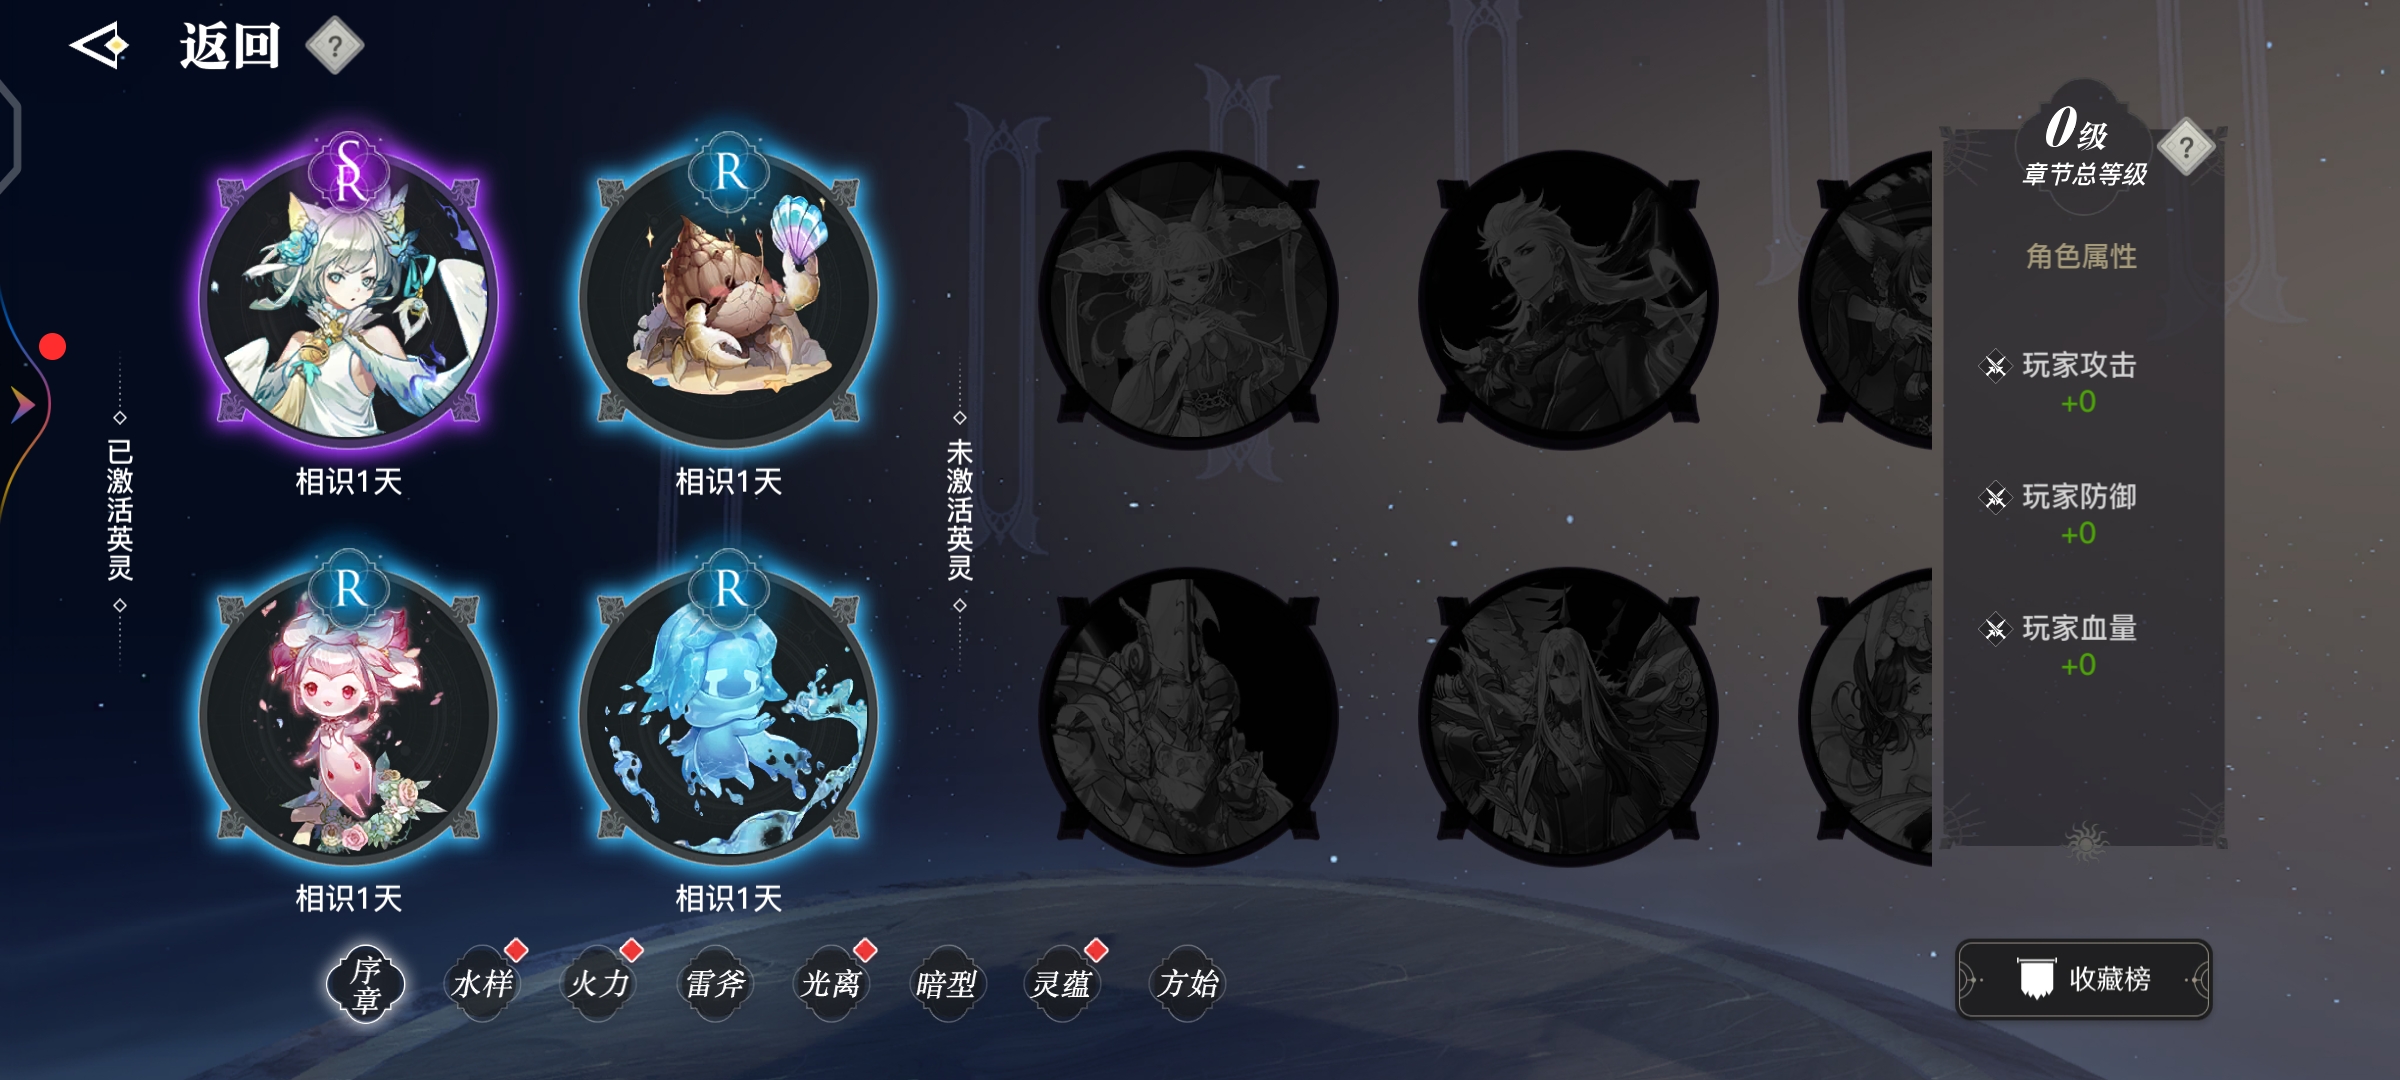 返回
?
SR
R
相识1天
相识1天
R
R
相识1天
相识1天
已激活英灵
未激活英灵
0级
章节总等级
?
角色属性
玩家攻击
+0
玩家防御
+0
玩家血量
+0
序章
水样
火力
雷斧
光离
暗型
灵蕴
方始
收藏榜